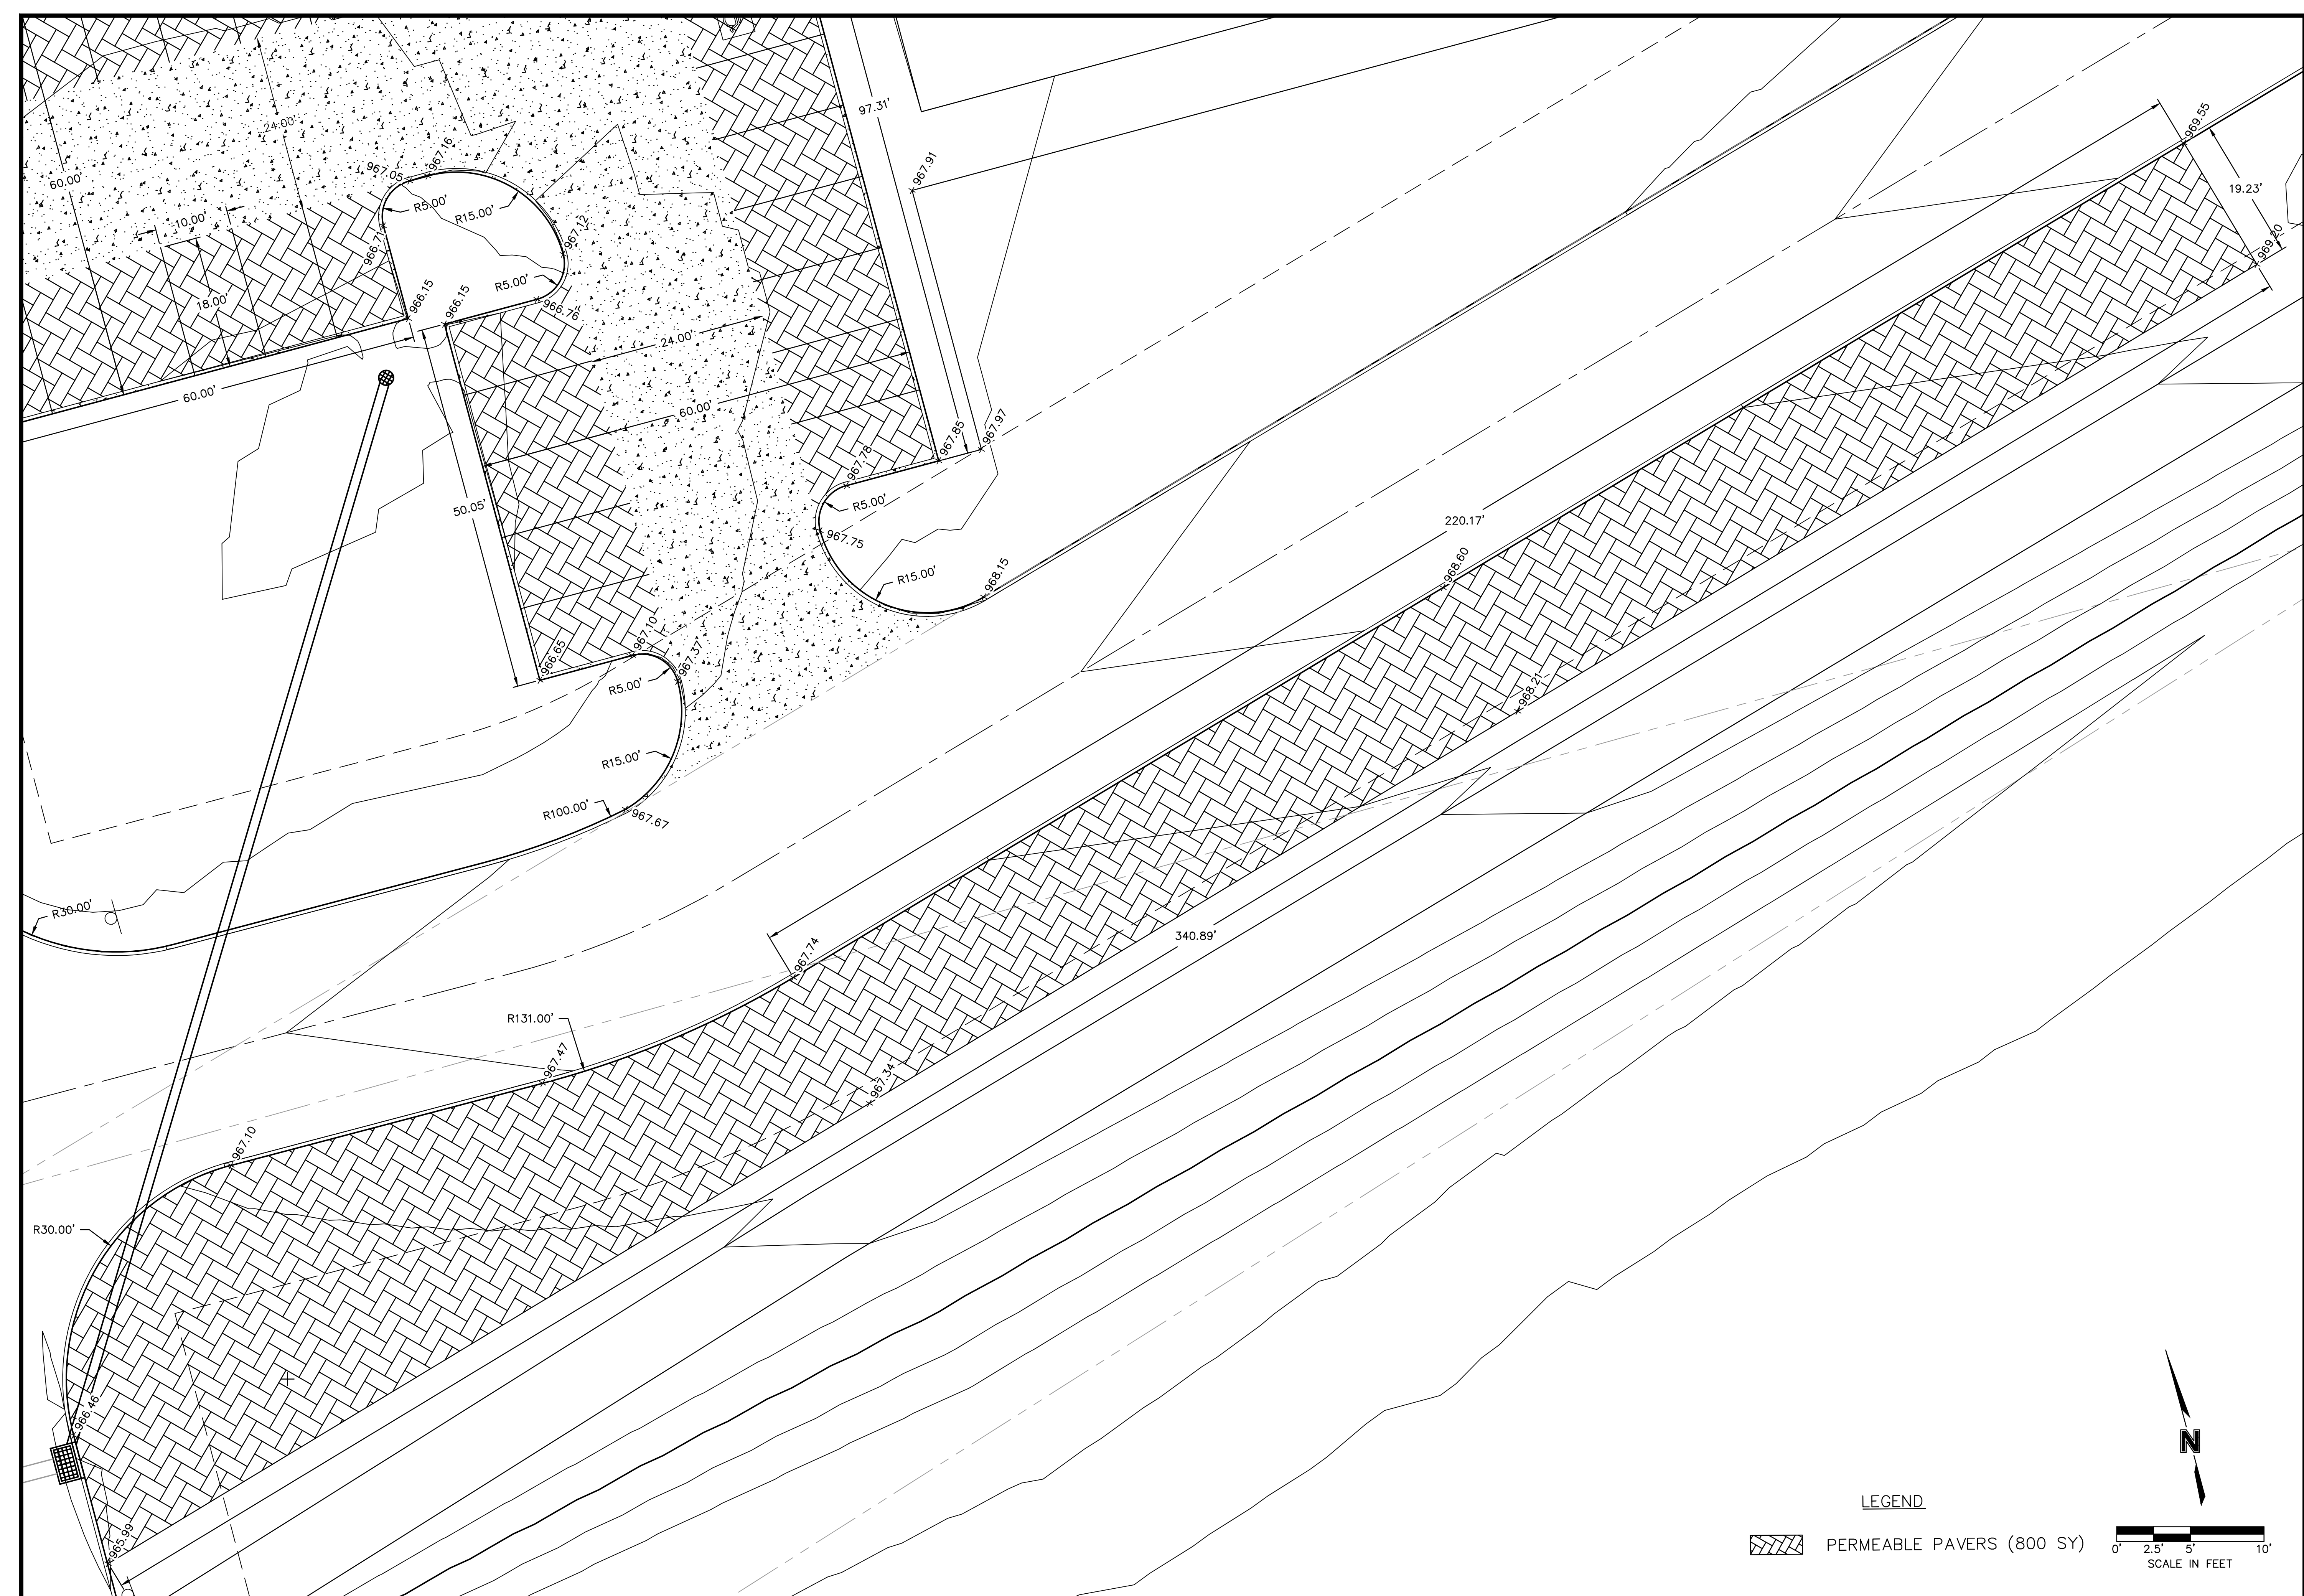 97.31'
24.00'
967.16
969.55
967.05
967.91
60.00'
19.23'
R5.00'
R15.00'
10.00'
967.12
966.71
969.20
R5.00'
966.15
966.15
18.00'
966.76
24.00'
60.00'
60.00'
967.85
967.97
967.78
50.05'
R5.00'
220.17'
967.75
968.60
R15.00'
968.15
967.10
966.65
967.37
R5.00'
968.21
R15.00'
R100.00'
967.67
R30.00'
340.89'
967.74
R131.00'
967.47
967.34
967.10
R30.00'
966.46
N
LEGEND
965.99
PERMEABLE PAVERS (800 SY)
0' 2.5' 5' 10'
SCALE IN FEET